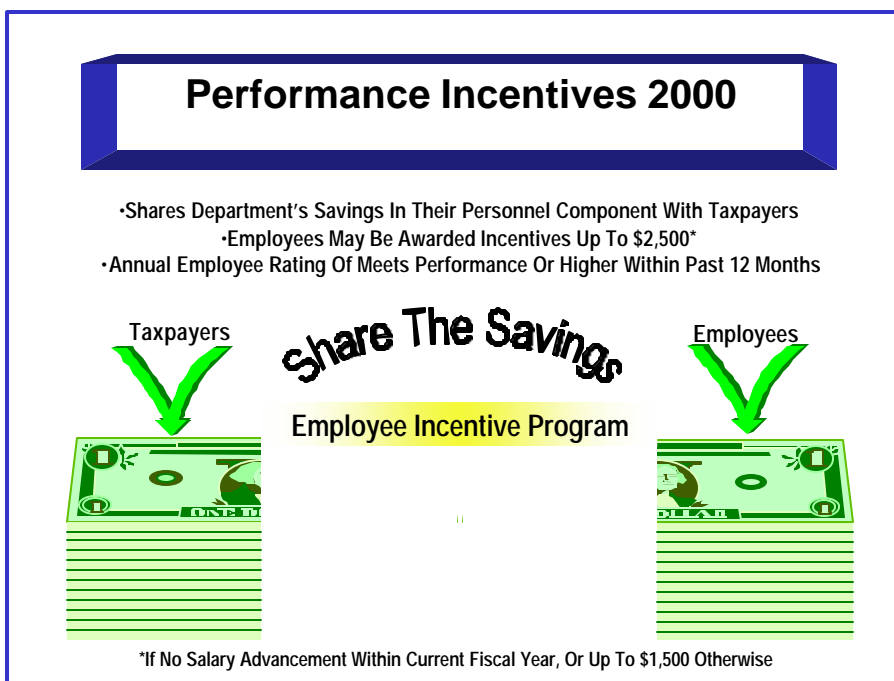 Performance Incentives 2000
•Shares Department's Savings In Their Personnel Component With Taxpayers
•Employees May Be Awarded Incentives Up To $2,500*
•Annual Employee Rating Of Meets Performance Or Higher Within Past 12 Months
Taxpayers
Share The Savings
Employees
Employee Incentive Program
ONE
DOLLAR
*If No Salary Advancement Within Current Fiscal Year, Or Up To $1,500 Otherwise